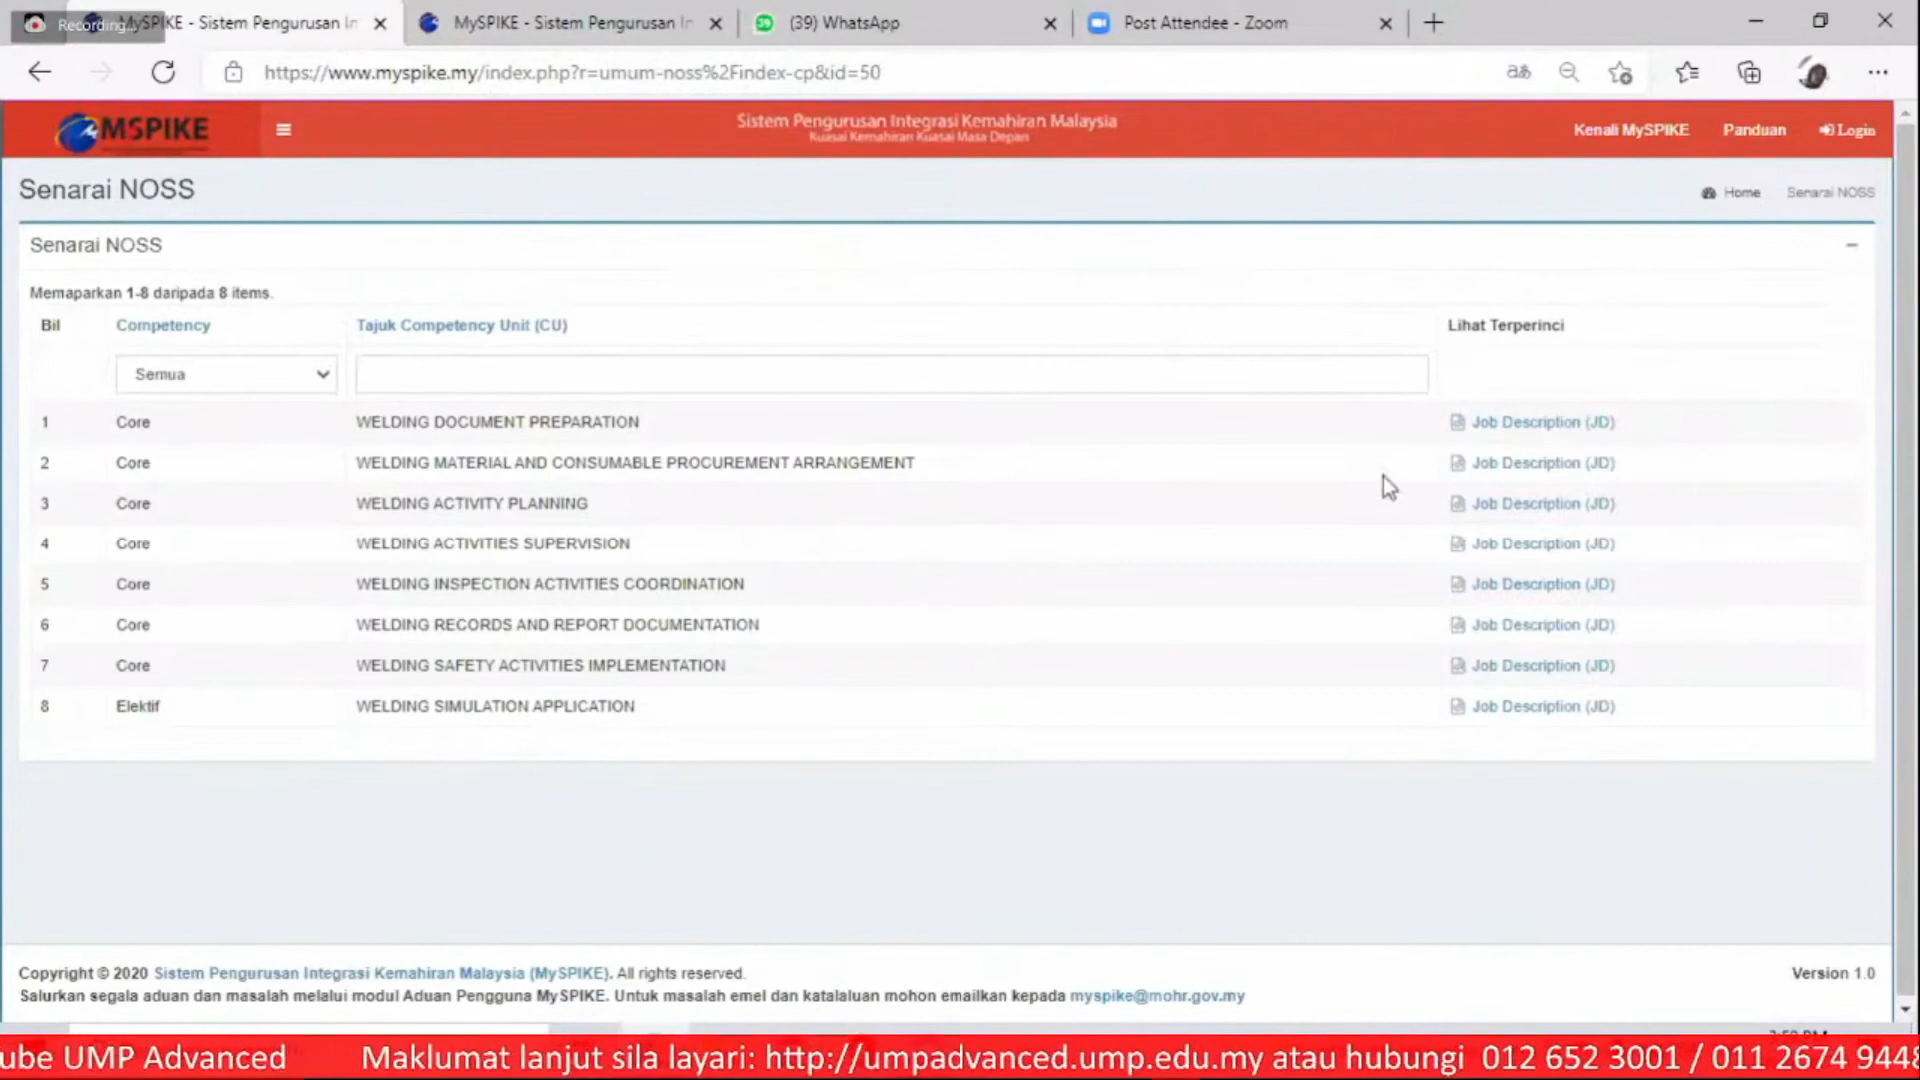 Recording...
MySPIKE - Sistem Pengurusan In
MySPIKE - Sistem Pengurusan In
(39) WhatsApp
Post Attendee - Zoom
https://www.myspike.my/index.php?r=umum-noss%2Findex-cp&id=50
MSPIKE
Sistem Pengurusan Integrasi Kemahiran Malaysia
Kuasai Kemahiran Kuasai Masa Depan
Kenali MySPIKE
Panduan
Login
Senarai NOSS
Home
Senarai NOSS
Senarai NOSS
Memaparkan 1-8 daripada 8 items.
Bil Competency Tajuk Competency Unit (CU) Lihat Terperinci
Semua
1 Core WELDING DOCUMENT PREPARATION Job Description (JD)
2 Core WELDING MATERIAL AND CONSUMABLE PROCUREMENT ARRANGEMENT Job Description (JD)
3 Core WELDING ACTIVITY PLANNING Job Description (JD)
4 Core WELDING ACTIVITIES SUPERVISION Job Description (JD)
5 Core WELDING INSPECTION ACTIVITIES COORDINATION Job Description (JD)
6 Core WELDING RECORDS AND REPORT DOCUMENTATION Job Description (JD)
7 Core WELDING SAFETY ACTIVITIES IMPLEMENTATION Job Description (JD)
8 Elektif WELDING SIMULATION APPLICATION Job Description (JD)
Copyright © 2020 Sistem Pengurusan Integrasi Kemahiran Malaysia (MySPIKE). All rights reserved.
Version 1.0
Salurkan segala aduan dan masalah melalui modul Aduan Pengguna MySPIKE. Untuk masalah emel dan katalaluan mohon emailkan kepada myspike@mohr.gov.my
ube UMP Advanced Maklumat lanjut sila layari: http://umpadvanced.ump.edu.my atau hubungi 012 652 3001 / 011 2674 944